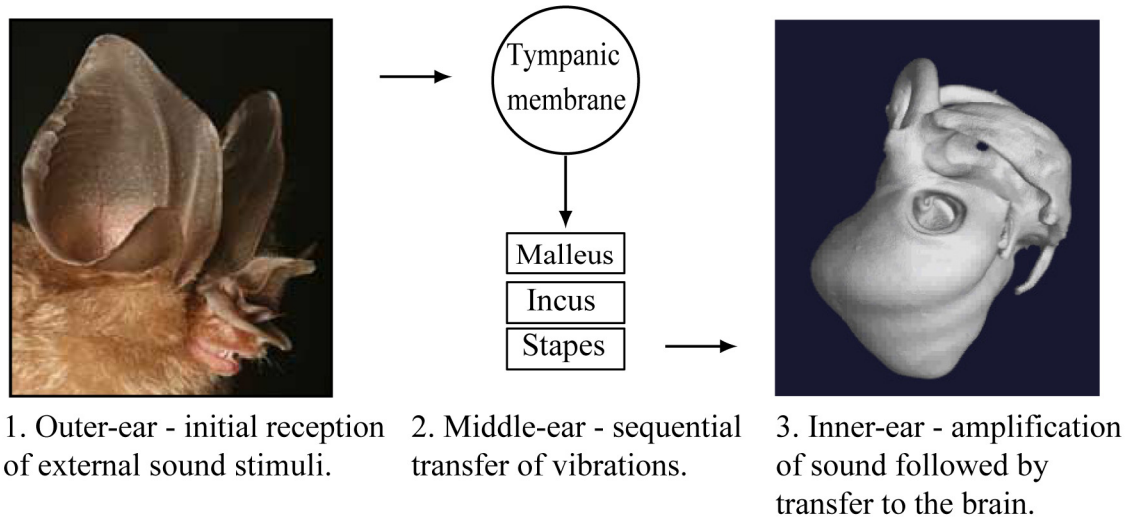 Tympanic
membrane
Malleus
Incus
Stapes
1. Outer-ear - initial reception
of external sound stimuli.
2. Middle-ear - sequential
transfer of vibrations.
3. Inner-ear - amplification
of sound followed by
transfer to the brain.